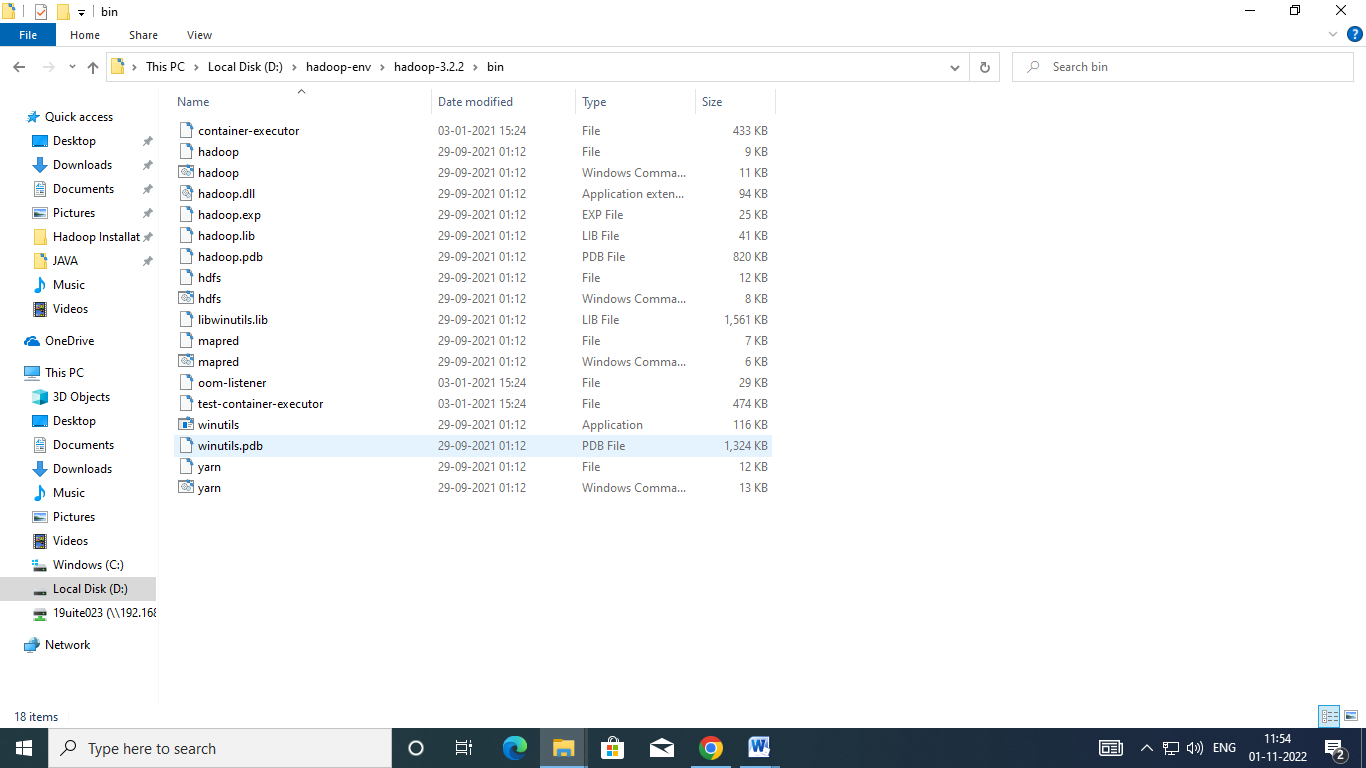 bin
File Home Share View
This PC Local Disk (D:) hadoop-env hadoop-3.2.2 bin
Search bin
Name Date modified Type Size
Quick access
Desktop
Downloads
Documents
Pictures
Hadoop Installat
JAVA
Music
Videos
OneDrive
This PC
3D Objects
Desktop
Documents
Downloads
Music
Pictures
Videos
Windows (C:)
Local Disk (D:)
19uite023 (\\192.168
Network
container-executor 03-01-2021 15:24 File 433 KB
hadoop 29-09-2021 01:12 File 9 KB
hadoop 29-09-2021 01:12 Windows Comma... 11 KB
hadoop.dll 29-09-2021 01:12 Application exten... 94 KB
hadoop.exp 29-09-2021 01:12 EXP File 25 KB
hadoop.lib 29-09-2021 01:12 LIB File 41 KB
hadoop.pdb 29-09-2021 01:12 PDB File 820 KB
hdfs 29-09-2021 01:12 File 12 KB
hdfs 29-09-2021 01:12 Windows Comma... 8 KB
libwinutils.lib 29-09-2021 01:12 LIB File 1,561 KB
mapred 29-09-2021 01:12 File 7 KB
mapred 29-09-2021 01:12 Windows Comma... 6 KB
oom-listener 03-01-2021 15:24 File 29 KB
test-container-executor 03-01-2021 15:24 File 474 KB
winutils 29-09-2021 01:12 Application 116 KB
winutils.pdb 29-09-2021 01:12 PDB File 1,324 KB
yarn 29-09-2021 01:12 File 12 KB
yarn 29-09-2021 01:12 Windows Comma... 13 KB
18 items
Type here to search
ENG
11:54
01-11-2022
2